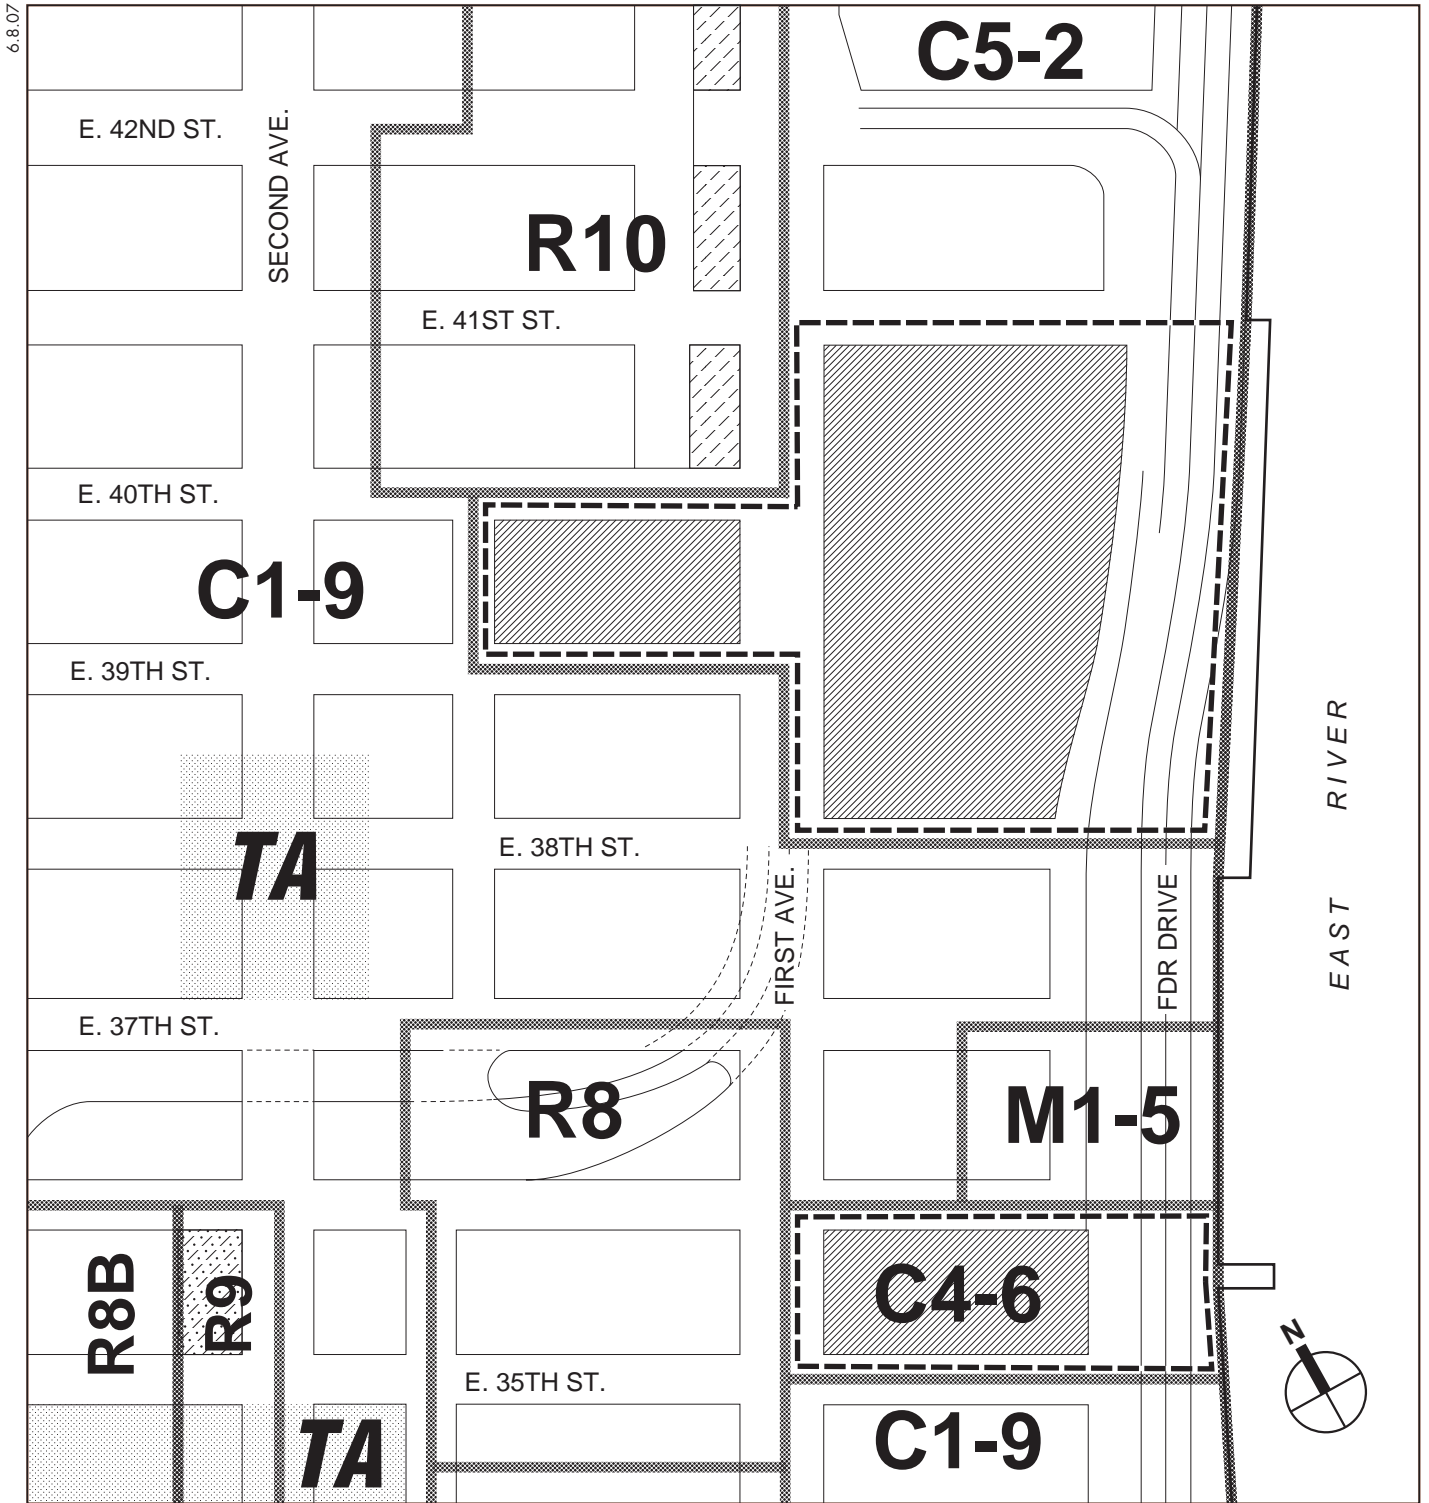 6.8.07
C5-2
E. 42ND ST.
SECOND AVE.
R10
E. 41ST ST.
E. 40TH ST.
C1-9
E. 39TH ST.
EAST RIVER
TA
E. 38TH ST.
FIRST AVE.
FDR DRIVE
E. 37TH ST.
R8
M1-5
R8B
R9
C4-6
N
E. 35TH ST.
TA
C1-9